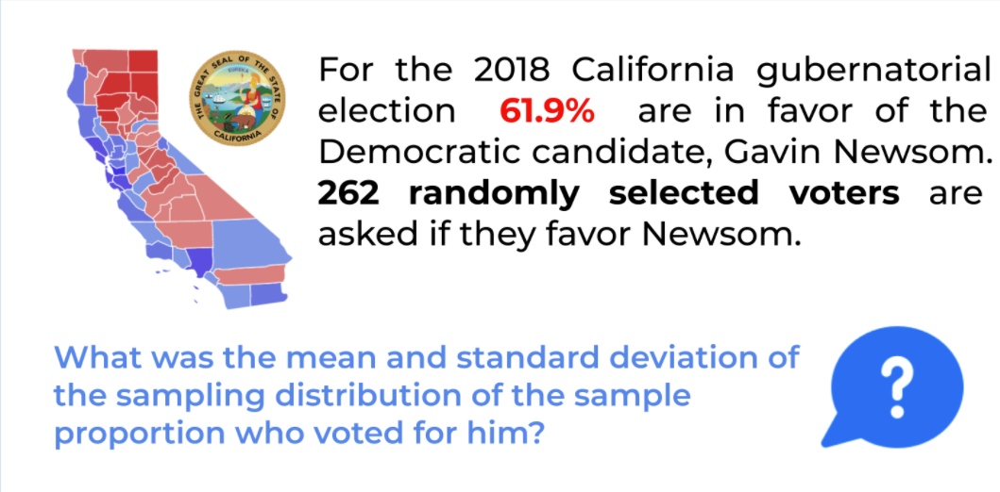 THE GREAT SEAL OF THE STATE OF CALIFORNIA
EUREKA
For the 2018 California gubernatorial
election 61.9% are in favor of the
Democratic candidate, Gavin Newsom.
262 randomly selected voters are
asked if they favor Newsom.
What was the mean and standard deviation of
the sampling distribution of the sample
proportion who voted for him?
?